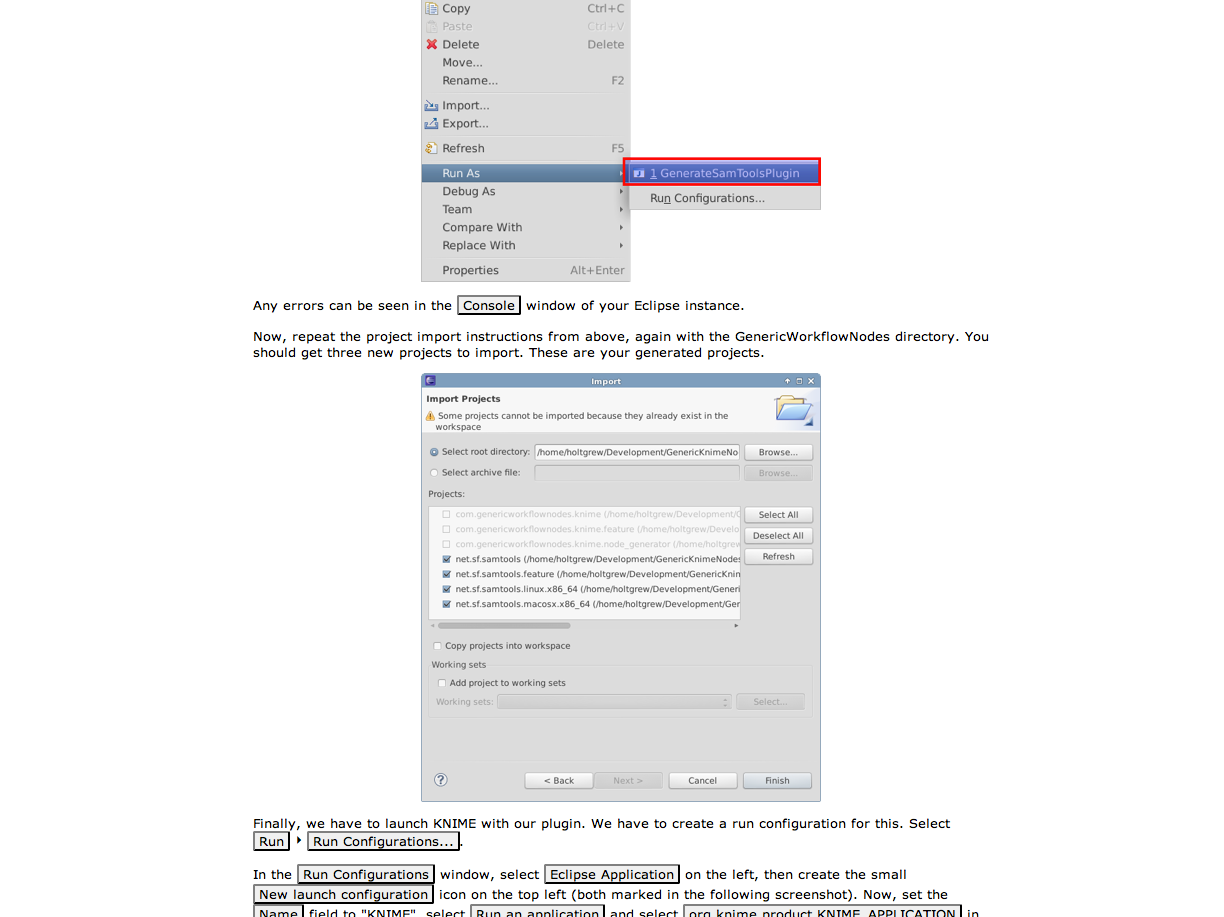 Copy Ctrl+C
Paste Ctrl+V
Delete Delete
Move...
Rename... F2
Import...
Export...
Refresh F5
Run As
1 GenerateSamToolsPlugin
Debug As
Run Configurations...
Team
Compare With
Replace With
Properties Alt+Enter
Any errors can be seen in the Console window of your Eclipse instance.
Now, repeat the project import instructions from above, again with the GenericWorkflowNodes directory. You
should get three new projects to import. These are your generated projects.
Import
Import Projects
Some projects cannot be imported because they already exist in the
workspace
Select root directory: /home/holtgrew/Development/GenericKnimeNo Browse...
Select archive file: Browse...
Projects:
com.genericworkflownodes.knime (/home/holtgrew/Development/G Select All
com.genericworkflownodes.knime.feature (/home/holtgrew/Develo
Deselect All
com.genericworkflownodes.knime.node_generator (/home/holtgrew
Refresh
net.sf.samtools (/home/holtgrew/Development/GenericKnimeNodes
net.sf.samtools.feature (/home/holtgrew/Development/GenericKnin
net.sf.samtools.linux.x86_64 (/home/holtgrew/Development/Generi
net.sf.samtools.macosx.x86_64 (/home/holtgrew/Development/Ger
Copy projects into workspace
Working sets
Add project to working sets
Working sets: Select...
? < Back Next > Cancel Finish
Finally, we have to launch KNIME with our plugin. We have to create a run configuration for this. Select
Run ‣ Run Configurations....
In the Run Configurations window, select Eclipse Application on the left, then create the small
New launch configuration icon on the top left (both marked in the following screenshot). Now, set the
Name field to "KNIME", select Run an application and select org.knime.product.KNIME_APPLICATION in